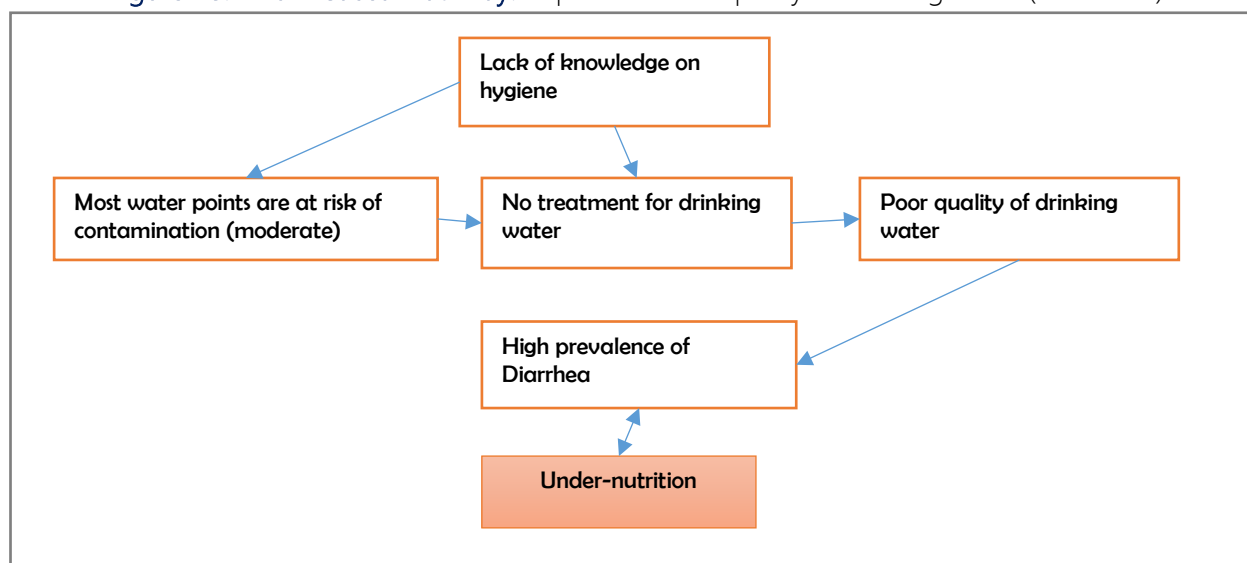 Lack of knowledge on
hygiene
Most water points are at risk of
contamination (moderate)
No treatment for drinking
water
Poor quality of drinking
water
High prevalence of
Diarrhea
Under-nutrition